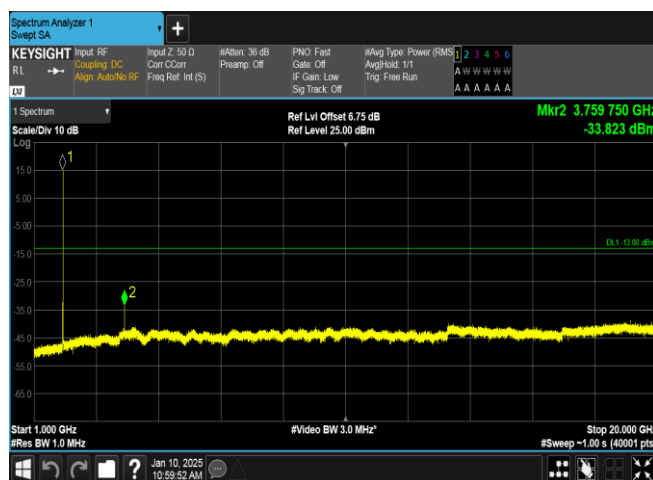 Spectrum Analyzer 1
Swept SA
KEYSIGHT Input: RF Input Z: 50 Ω #Atten: 36 dB PNO: Fast #Avg Type: Power (RMS 1 2 3 4 5 6
RL Coupling: DC Corr CCorr Preamp: Off Gate: Off Avg|Hold: 1/1 A W W W W W
Align: Auto/No RF Freq Ref: Int (S) IF Gain: Low Trig: Free Run
LXI Sig Track: Off A A A A A A
1 Spectrum Ref Lvl Offset 6.75 dB Mkr2 3.759 750 GHz
Scale/Div 10 dB Ref Level 25.00 dBm -33.823 dBm
Log
1
15.0
5.00
-5.00
DL1 -13.00 dBm
-15.0
-25.0
2
-35.0
-45.0
-55.0
-65.0
Start 1.000 GHz #Video BW 3.0 MHz* Stop 20.000 GHz
#Res BW 1.0 MHz #Sweep ~1.00 s (40001 pts
? Jan 10, 2025
10:59:52 AM